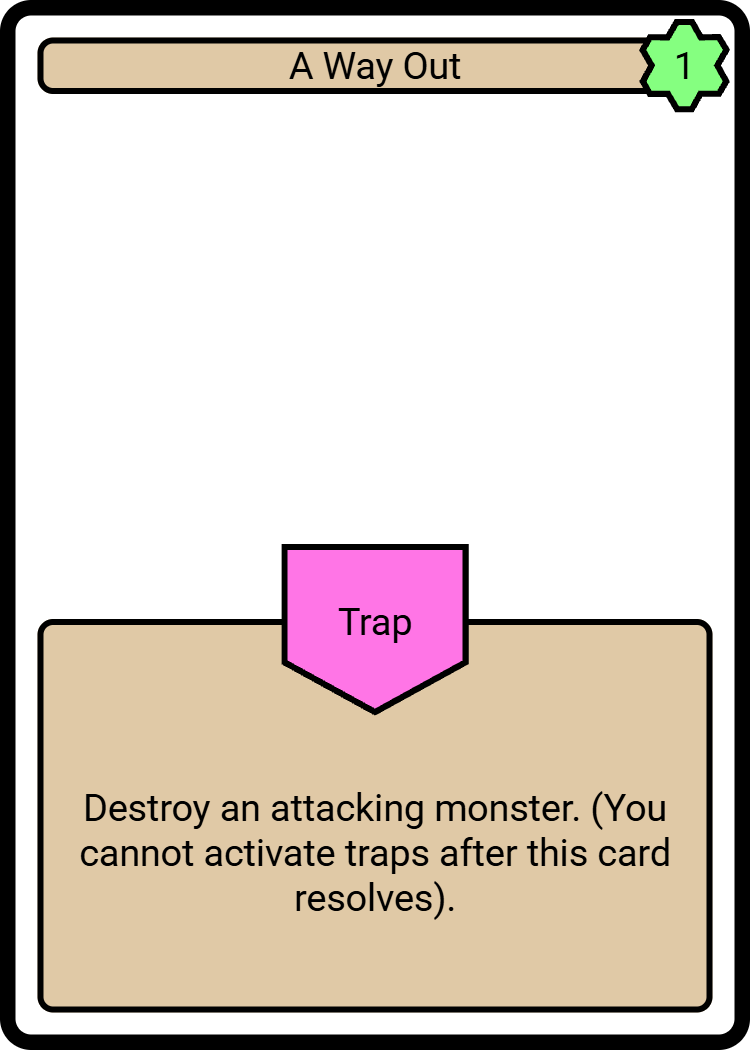 A Way Out
1
Trap
Destroy an attacking monster. (You
cannot activate traps after this card
resolves).